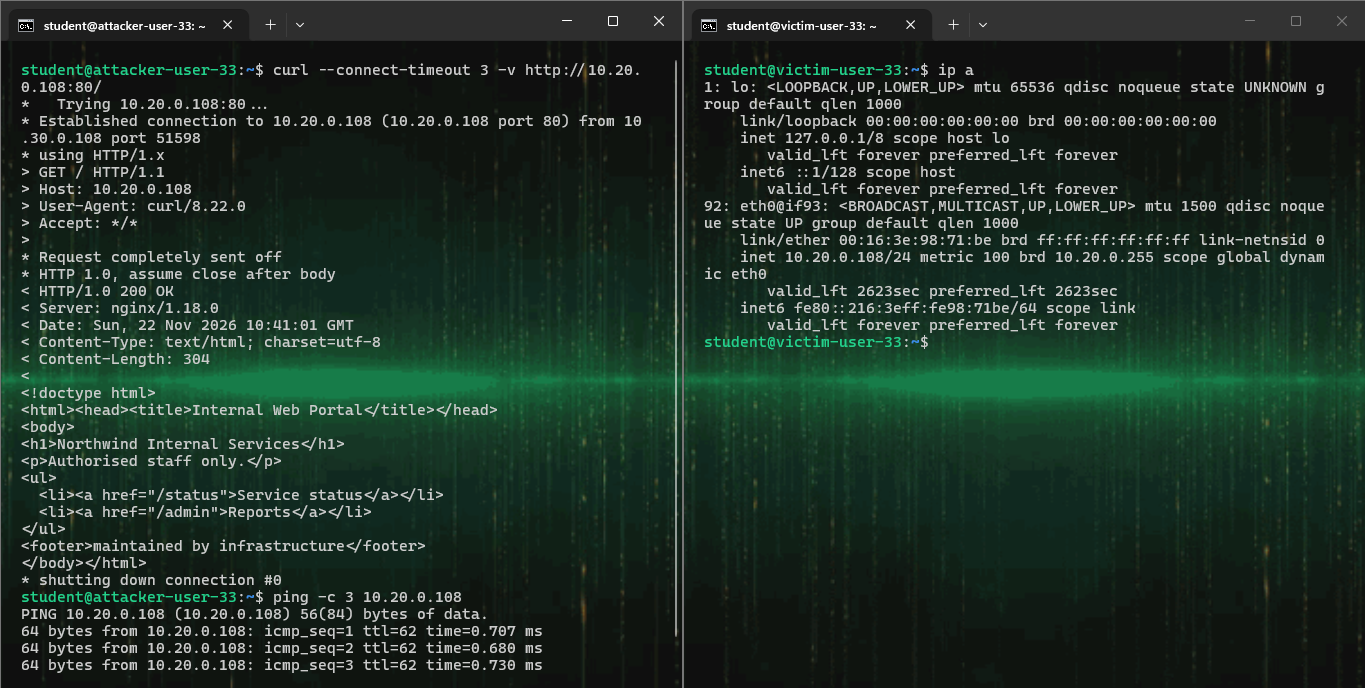 student@attacker-user-33: ~
student@attacker-user-33:~$ curl --connect-timeout 3 -v http://10.20.
0.108:80/
*   Trying 10.20.0.108:80...
* Established connection to 10.20.0.108 (10.20.0.108 port 80) from 10
.30.0.108 port 51598
* using HTTP/1.x
> GET / HTTP/1.1
> Host: 10.20.0.108
> User-Agent: curl/8.22.0
> Accept: */*
>
* Request completely sent off
* HTTP 1.0, assume close after body
< HTTP/1.0 200 OK
< Server: nginx/1.18.0
< Date: Sun, 22 Nov 2026 10:41:01 GMT
< Content-Type: text/html; charset=utf-8
< Content-Length: 304
<
<!doctype html>
<html><head><title>Internal Web Portal</title></head>
<body>
<h1>Northwind Internal Services</h1>
<p>Authorised staff only.</p>
<ul>
  <li><a href="/status">Service status</a></li>
  <li><a href="/admin">Reports</a></li>
</ul>
<footer>maintained by infrastructure</footer>
</body></html>
* shutting down connection #0
student@attacker-user-33:~$ ping -c 3 10.20.0.108
PING 10.20.0.108 (10.20.0.108) 56(84) bytes of data.
64 bytes from 10.20.0.108: icmp_seq=1 ttl=62 time=0.707 ms
64 bytes from 10.20.0.108: icmp_seq=2 ttl=62 time=0.680 ms
64 bytes from 10.20.0.108: icmp_seq=3 ttl=62 time=0.730 ms
student@victim-user-33: ~
student@victim-user-33:~$ ip a
1: lo: <LOOPBACK,UP,LOWER_UP> mtu 65536 qdisc noqueue state UNKNOWN g
roup default qlen 1000
    link/loopback 00:00:00:00:00:00 brd 00:00:00:00:00:00
    inet 127.0.0.1/8 scope host lo
       valid_lft forever preferred_lft forever
    inet6 ::1/128 scope host
       valid_lft forever preferred_lft forever
92: eth0@if93: <BROADCAST,MULTICAST,UP,LOWER_UP> mtu 1500 qdisc noque
ue state UP group default qlen 1000
    link/ether 00:16:3e:98:71:be brd ff:ff:ff:ff:ff:ff link-netnsid 0
    inet 10.20.0.108/24 metric 100 brd 10.20.0.255 scope global dynam
ic eth0
       valid_lft 2623sec preferred_lft 2623sec
    inet6 fe80::216:3eff:fe98:71be/64 scope link
       valid_lft forever preferred_lft forever
student@victim-user-33:~$